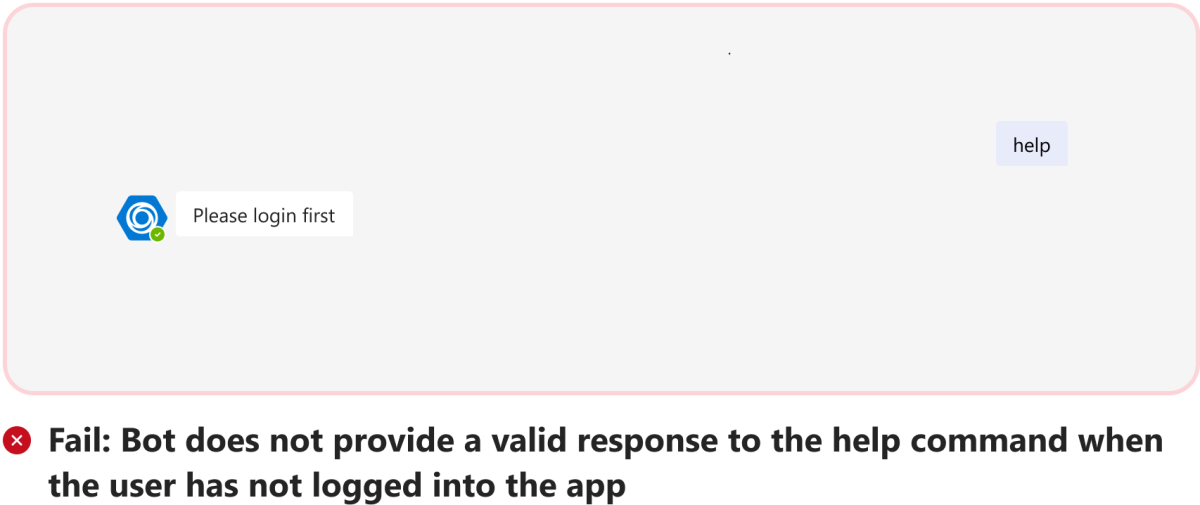 help
Please login first
Fail: Bot does not provide a valid response to the help command when
the user has not logged into the app